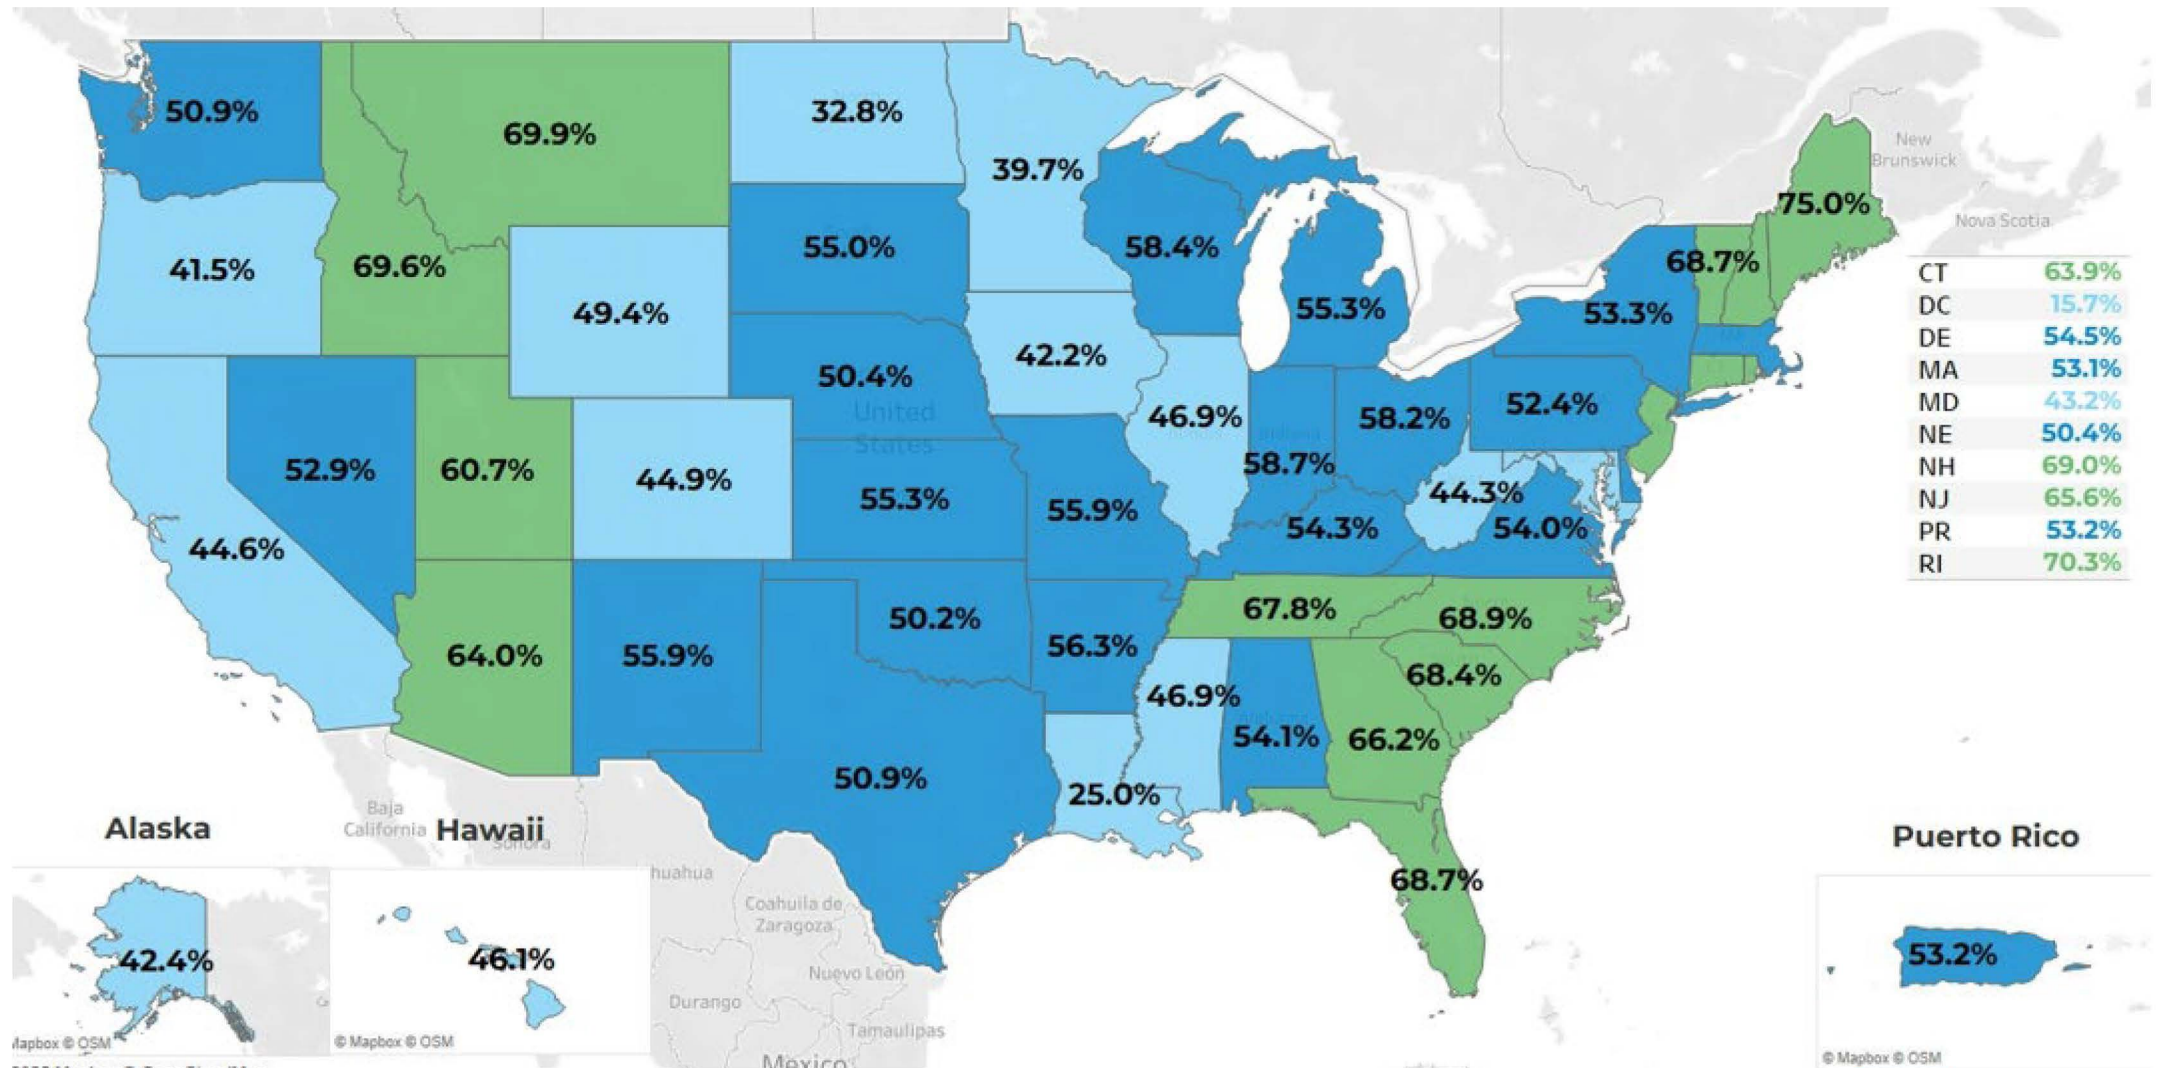 50.9%
69.9%
32.8%
39.7%
New
Brunswick
75.0%
Nova Scotia
41.5%
69.6%
49.4%
55.0%
58.4%
55.3%
53.3%
68.7%
CT 63.9%
DC 15.7%
DE 54.5%
MA 53.1%
MD 43.2%
NE 50.4%
NH 69.0%
NJ 65.6%
PR 53.2%
RI 70.3%
42.2%
50.4%
United
States
46.9%
58.7%
58.2%
52.4%
52.9%
60.7%
44.9%
55.3%
55.9%
44.3%
54.3%
54.0%
44.6%
64.0%
55.9%
50.2%
56.3%
67.8%
68.9%
68.4%
46.9%
54.1%
66.2%
50.9%
25.0%
68.7%
Baja
California
Sonora
huahua
Coahuila de
Zaragoza
Nuevo León
Durango
Tamaulipas
Mexico
Alaska
42.4%
Mapbox © OSM
Hawaii
46.1%
© Mapbox © OSM
Puerto Rico
53.2%
© Mapbox © OSM